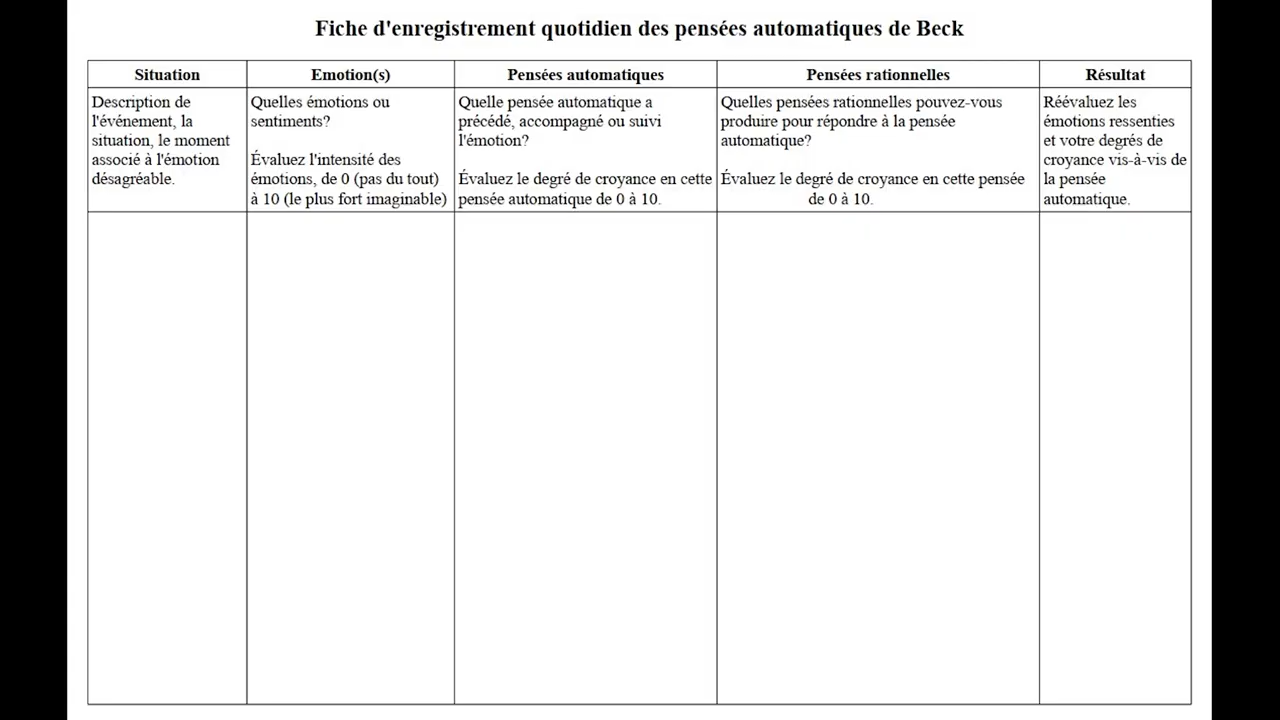 Fiche d'enregistrement quotidien des pensées automatiques de Beck
Situation
Emotion(s)
Pensées automatiques
Pensées rationnelles
Résultat
Description de
l'événement, la
situation, le moment
associé à l'émotion
désagréable.
Quelles émotions ou
sentiments?
Évaluez l'intensité des
émotions, de 0 (pas du tout)
à 10 (le plus fort imaginable)
Quelle pensée automatique a
précédé, accompagné ou suivi
l'émotion?
Évaluez le degré de croyance en cette
pensée automatique de 0 à 10.
Quelles pensées rationnelles pouvez-vous
produire pour répondre à la pensée
automatique?
Évaluez le degré de croyance en cette pensée
de 0 à 10.
Réévaluez les
émotions ressenties
et votre degrés de
croyance vis-à-vis de
la pensée
automatique.